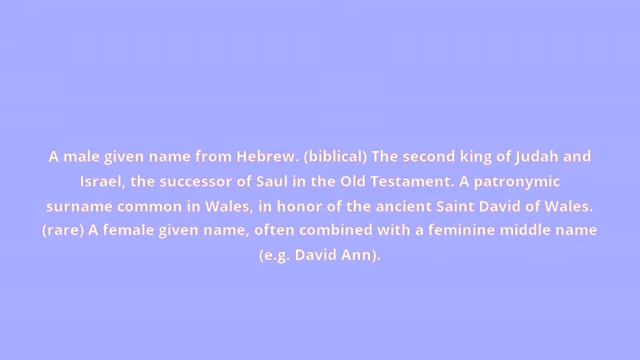 A male given name from Hebrew. (biblical) The second king of Judah and
Israel, the successor of Saul in the Old Testament. A patronymic
surname common in Wales, in honor of the ancient Saint David of Wales.
(rare) A female given name, often combined with a feminine middle name
(e.g. David Ann).